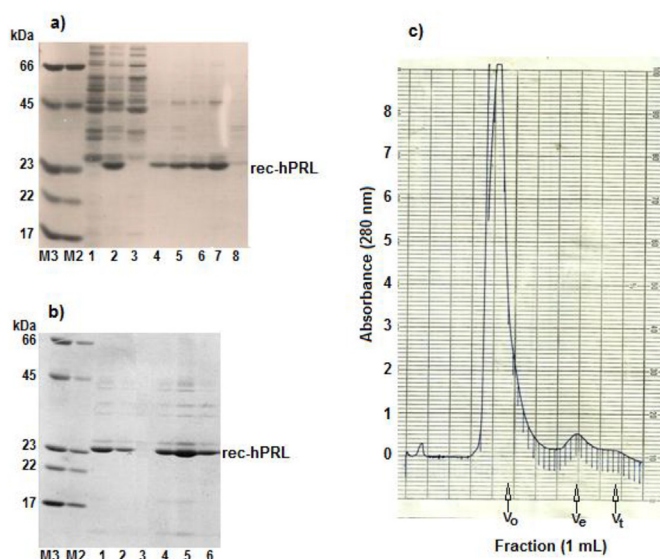 a)
kDa
66
45
23
22
17
rec-hPRL
M3 M2 1 2 3 4 5 6 7 8
b)
kDa
66
45
23
22
17
rec-hPRL
M3 M2 1 2 3 4 5 6
c)
Absorbance (280 nm)
8
7
6
5
4
3
2
1
0
Vo Ve Vt
Fraction (1 mL)